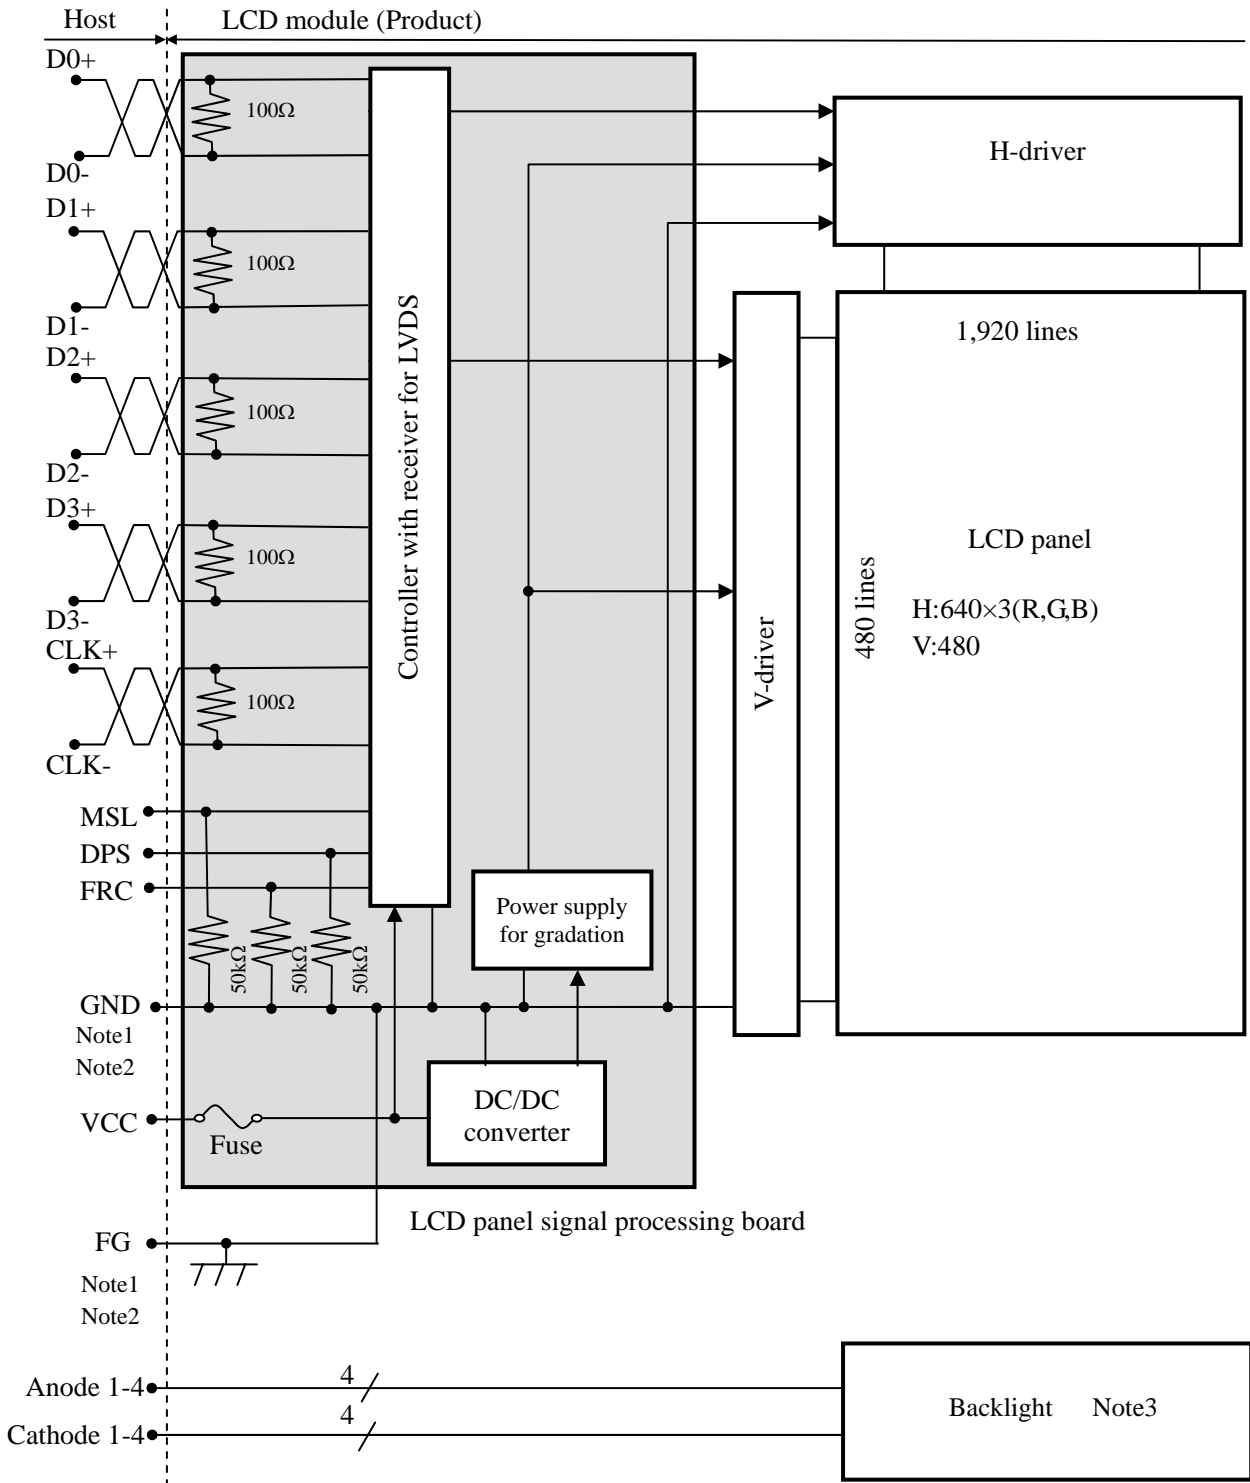 Host
LCD module (Product)
D0+
100Ω
D0-
D1+
100Ω
D1-
D2+
100Ω
D2-
D3+
100Ω
D3-
CLK+
100Ω
CLK-
MSL
DPS
FRC
50kΩ
50kΩ
50kΩ
GND
Note1
Note2
VCC
Fuse
Controller with receiver for LVDS
Power supply
for gradation
DC/DC
converter
LCD panel signal processing board
H-driver
V-driver
1,920 lines
480 lines
LCD panel
H:640×3(R,G,B)
V:480
FG
Note1
Note2
Anode 1-4
4
Cathode 1-4
4
Backlight Note3